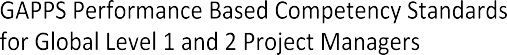 GAPPS Performance Based Competency Standards
for Global Level 1 and 2 Project Managers